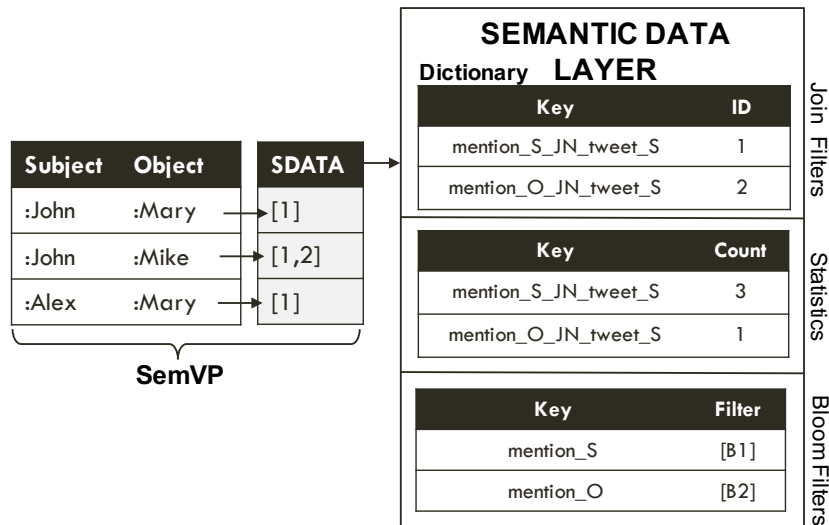 SEMANTIC DATA
Dictionary LAYER
Key ID
mention_S_JN_tweet_S 1
mention_O_JN_tweet_S 2
Join Filters
Subject Object SDATA
:John :Mary [1]
:John :Mike [1,2]
:Alex :Mary [1]
SemVP
Key Count
mention_S_JN_tweet_S 3
mention_O_JN_tweet_S 1
Statistics
Key Filter
mention_S [B1]
mention_O [B2]
Bloom Filters